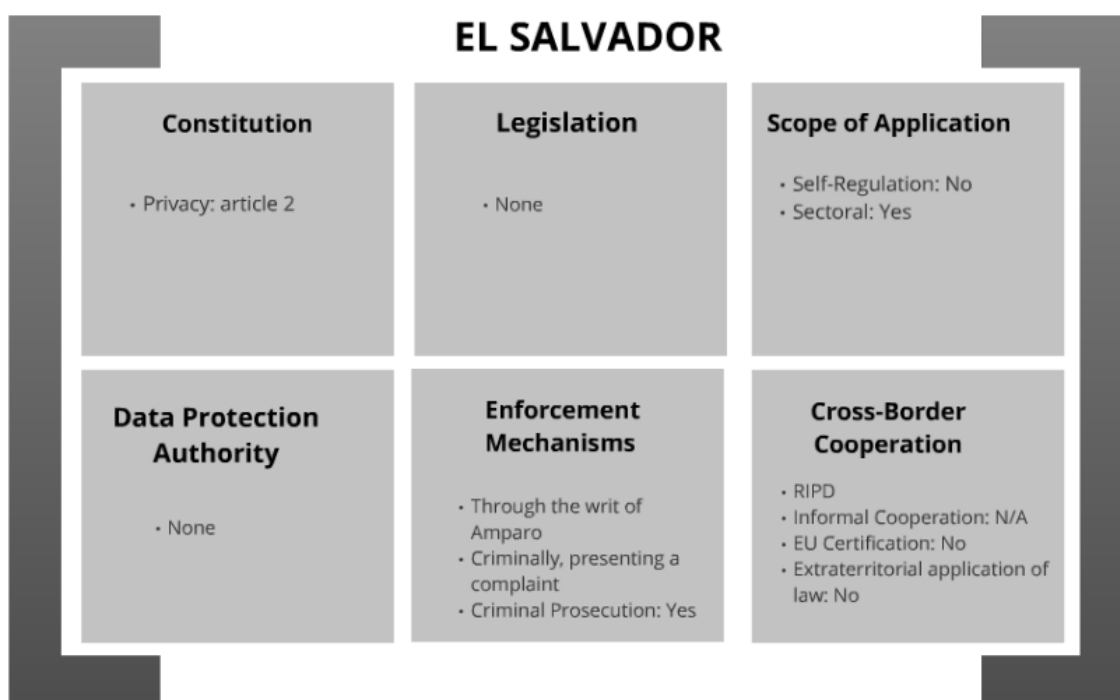 EL SALVADOR
Constitution
• Privacy: article 2
Legislation
• None
Scope of Application
• Self-Regulation: No
• Sectoral: Yes
Data Protection
Authority
• None
Enforcement
Mechanisms
• Through the writ of
Amparo
• Criminally, presenting a
complaint
• Criminal Prosecution: Yes
Cross-Border
Cooperation
• RIPD
• Informal Cooperation: N/A
• EU Certification: No
• Extraterritorial application of
law: No